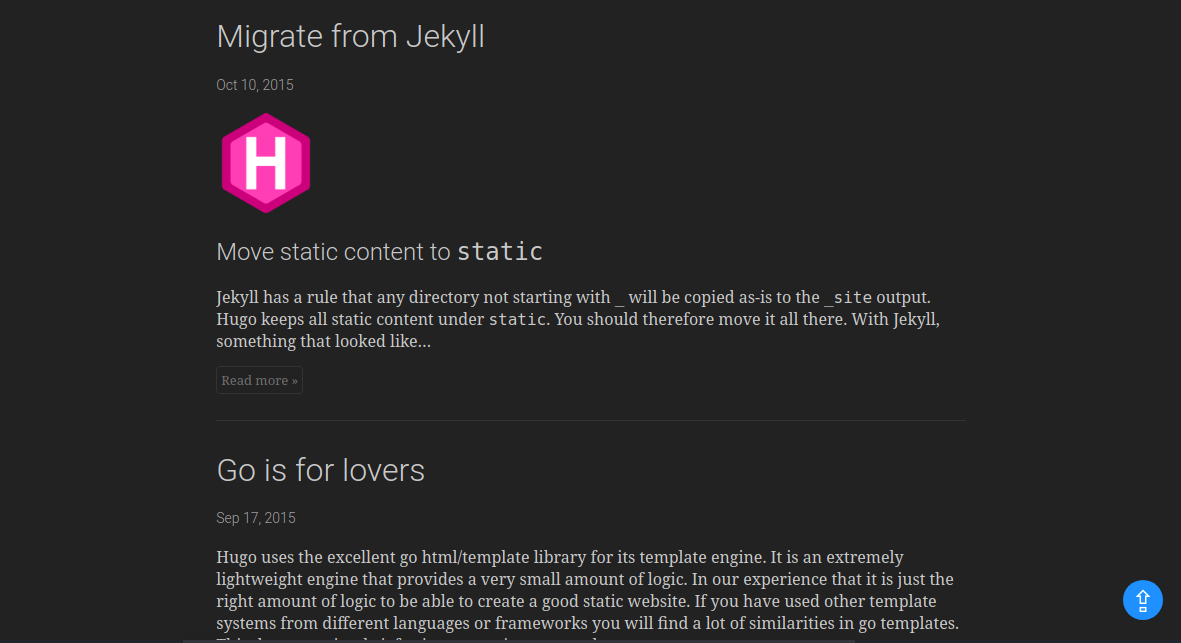 Migrate from Jekyll
Oct 10, 2015
H
Move static content to static
Jekyll has a rule that any directory not starting with _ will be copied as-is to the _site output.
Hugo keeps all static content under static. You should therefore move it all there. With Jekyll,
something that looked like…
Read more »
Go is for lovers
Sep 17, 2015
Hugo uses the excellent go html/template library for its template engine. It is an extremely
lightweight engine that provides a very small amount of logic. In our experience that it is just the
right amount of logic to be able to create a good static website. If you have used other template
systems from different languages or frameworks you will find a lot of similarities in go templates.